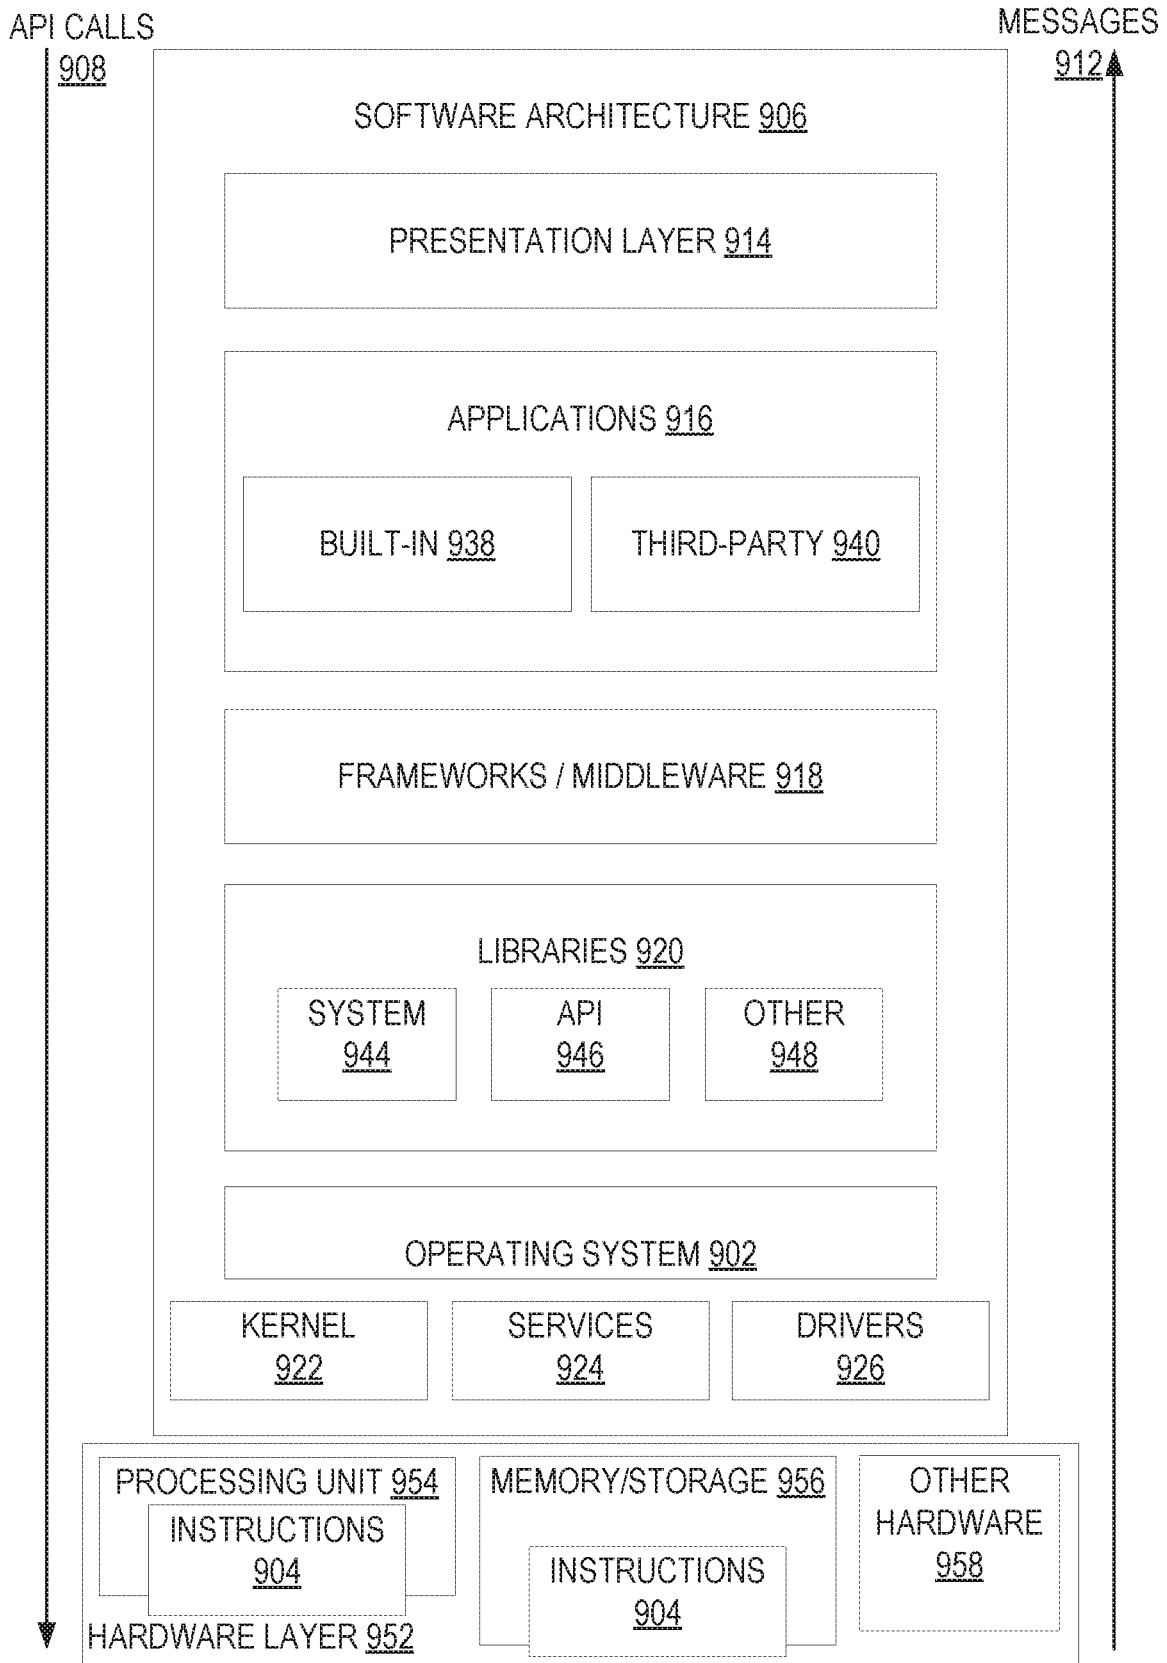 API CALLS
908
MESSAGES
912
SOFTWARE ARCHITECTURE 906
PRESENTATION LAYER 914
APPLICATIONS 916
BUILT-IN 938
THIRD-PARTY 940
FRAMEWORKS / MIDDLEWARE 918
LIBRARIES 920
SYSTEM
944
API
946
OTHER
948
OPERATING SYSTEM 902
KERNEL
922
SERVICES
924
DRIVERS
926
PROCESSING UNIT 954
INSTRUCTIONS
904
MEMORY/STORAGE 956
INSTRUCTIONS
904
OTHER
HARDWARE
958
HARDWARE LAYER 952